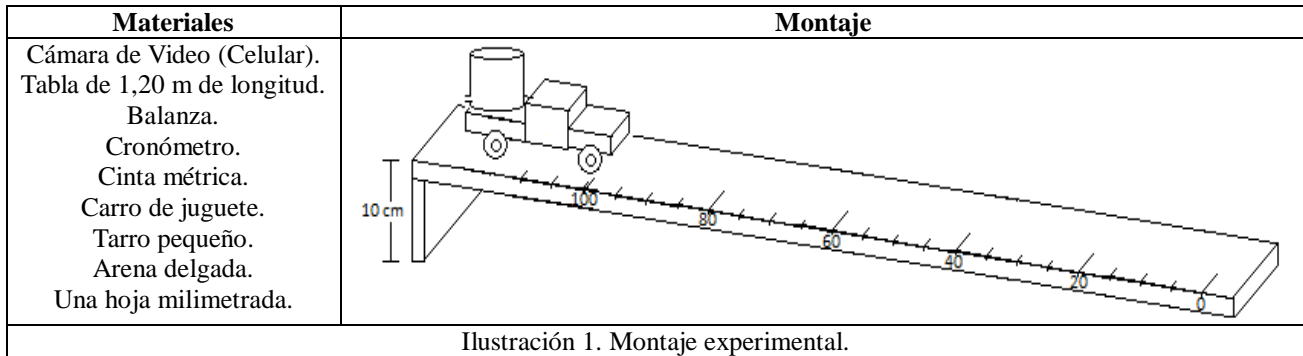 Materiales
Montaje
Cámara de Video (Celular).
Tabla de 1,20 m de longitud.
Balanza.
Cronómetro.
Cinta métrica.
Carro de juguete.
Tarro pequeño.
Arena delgada.
Una hoja milimetrada.
10 cm
100
80
60
40
20
0
Ilustración 1. Montaje experimental.